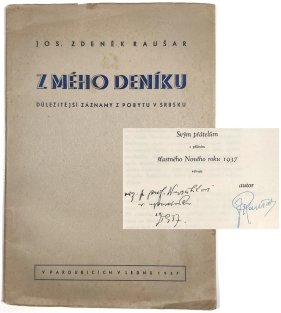 JOS. ZDENĚK RAUŠAR
Z MÉHO DENÍKU
DŮLEŽITĚJŠÍ ZÁZNAMY Z POBYTU V SRBSKU
Svým přátelům
s přáním
šťastného Nového roku 1937
autor
prof.
1937.
V PARDUBICÍCH V LEDNU 1937